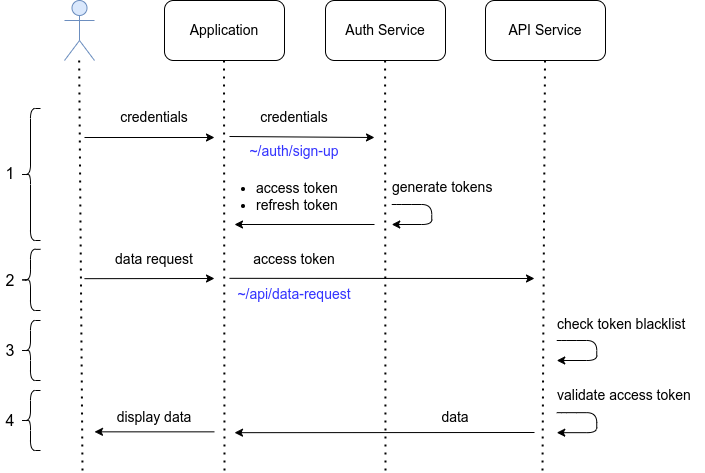 Application
Auth Service
API Service
credentials
credentials
~/auth/sign-up
1
• access token
generate tokens
• refresh token
data request
access token
2
~/api/data-request
check token blacklist
3
validate access token
4
display data
data